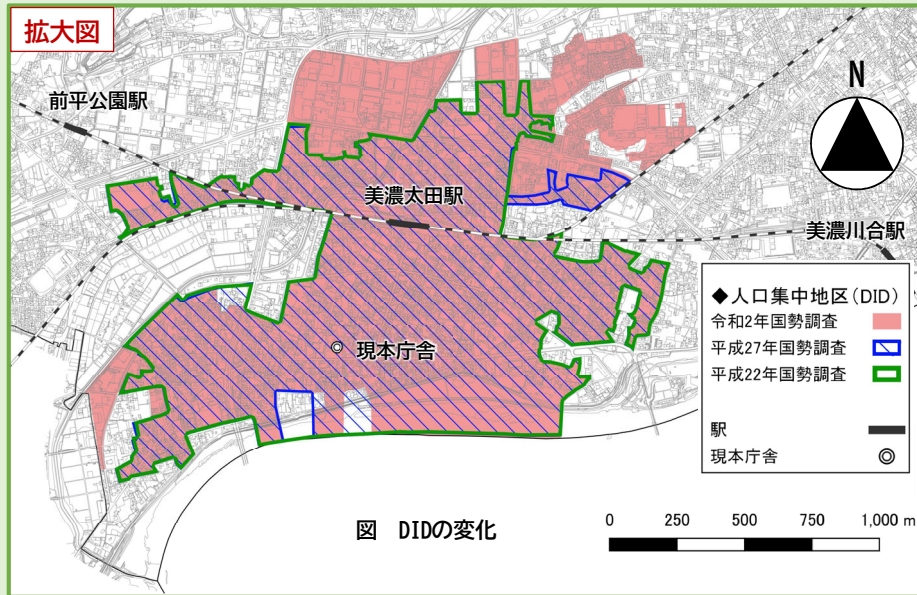 拡大図
前平公園駅
N
美濃太田駅
美濃川合駅
◆人口集中地区(DID)
令和2年国勢調査
平成27年国勢調査
平成22年国勢調査
駅
現本庁舎
現本庁舎
図 DIDの変化
0 250 500 750 1,000 m